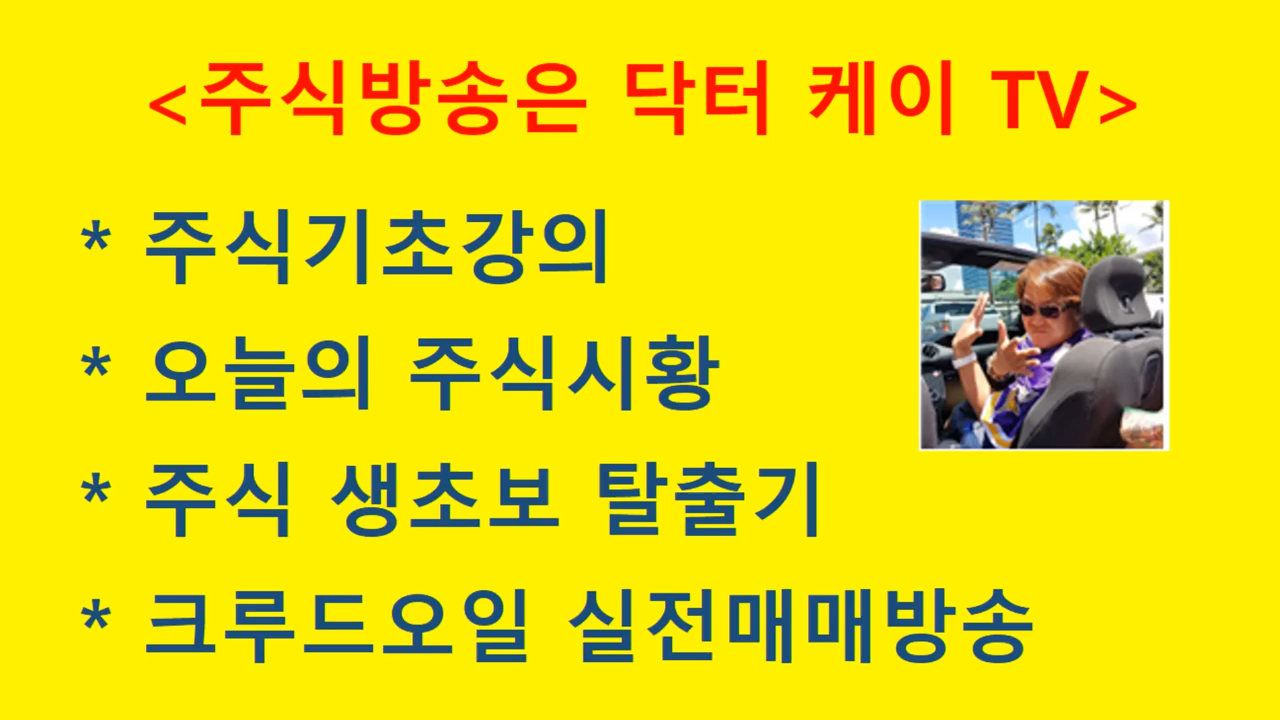 <주식방송은 닥터 케이 TV>
* 주식기초강의
* 오늘의 주식시황
* 주식 생초보 탈출기
* 크루드오일 실전매매방송